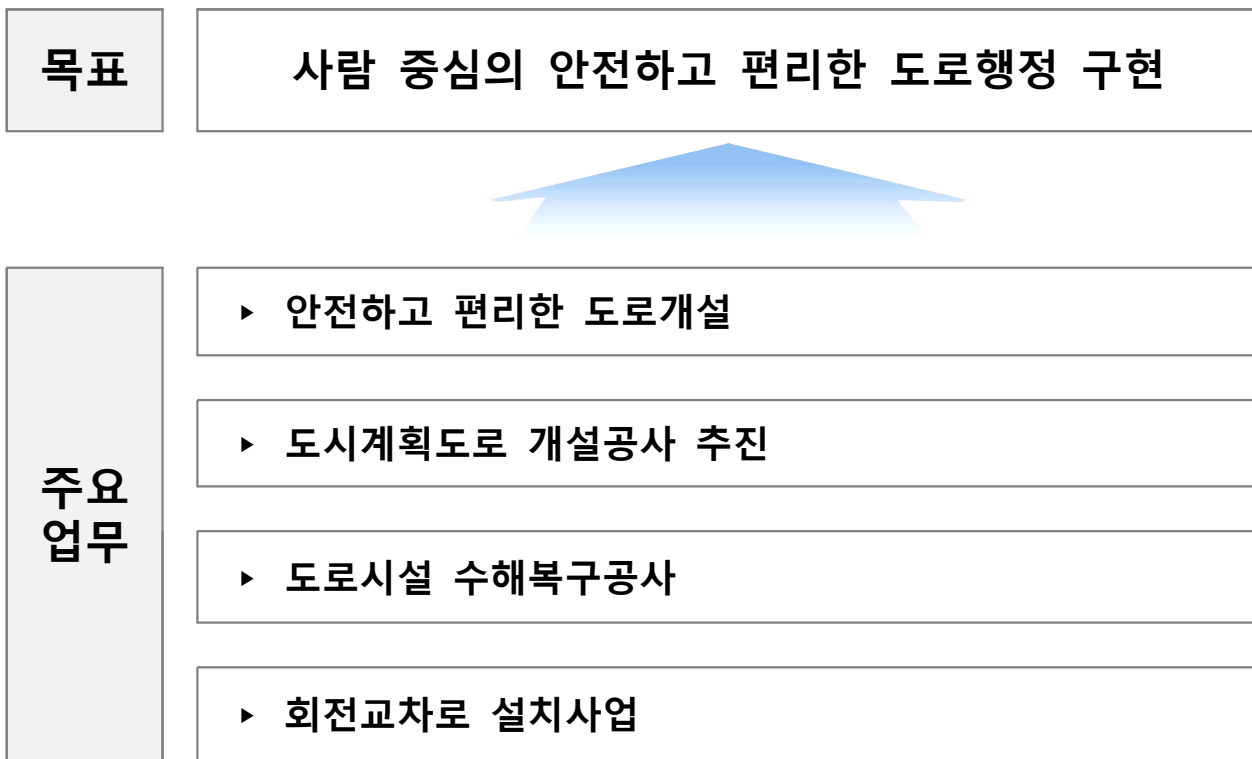 목표
사람 중심의 안전하고 편리한 도로행정 구현
주요
업무
▸ 안전하고 편리한 도로개설
▸ 도시계획도로 개설공사 추진
▸ 도로시설 수해복구공사
▸ 회전교차로 설치사업